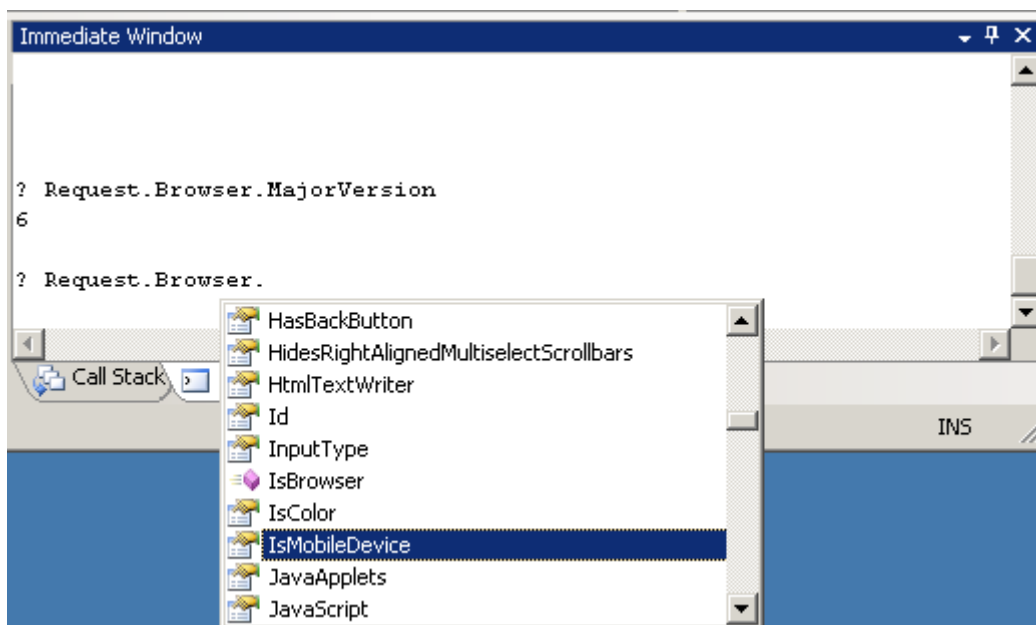 Immediate Window
? Request.Browser.MajorVersion
6
? Request.Browser.
HasBackButton
HidesRightAlignedMultiselectScrollbars
HtmlTextWriter
Id
InputType
IsBrowser
IsColor
IsMobileDevice
JavaApplets
JavaScript
Call Stack
INS